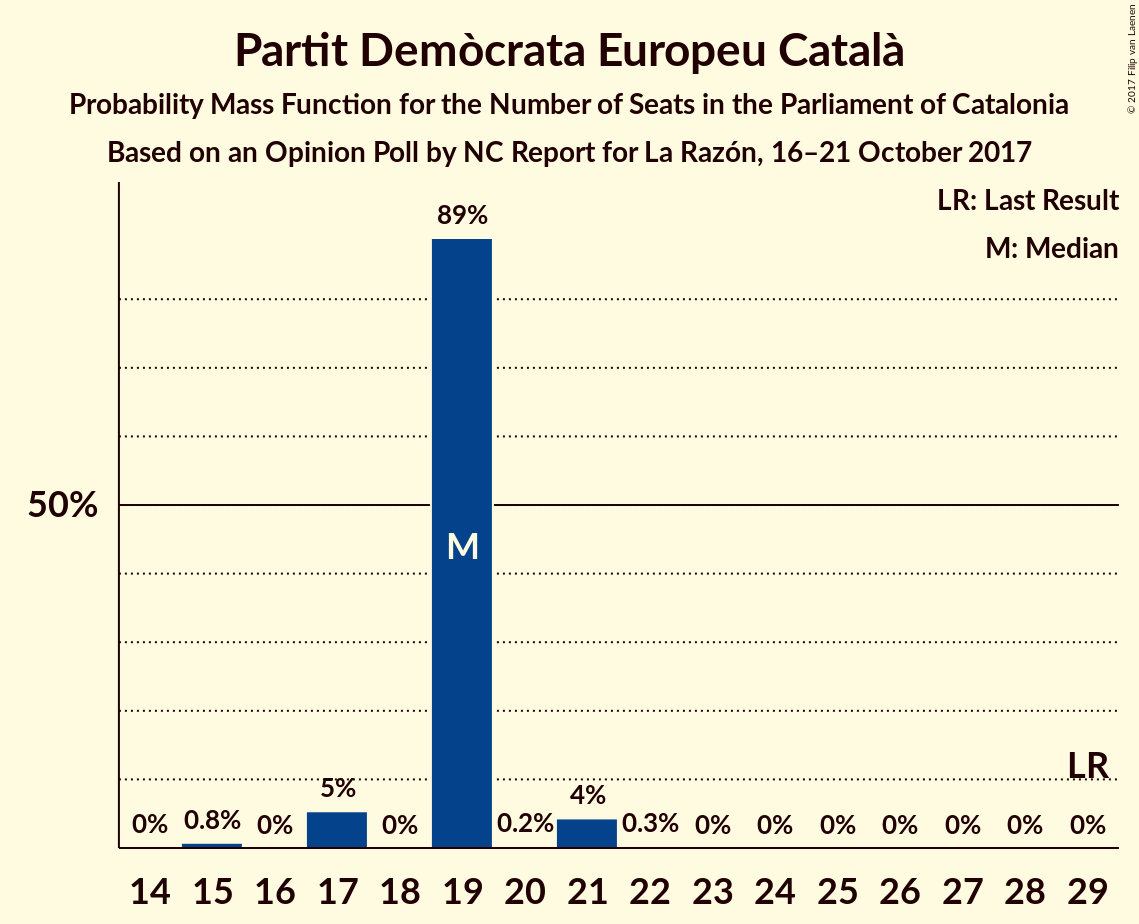 Partit Demòcrata Europeu Català
Probability Mass Function for the Number of Seats in the Parliament of Catalonia
Based on an Opinion Poll by NC Report for La Razón, 16–21 October 2017
© 2017 Filip van Laenen
LR: Last Result
M: Median
89%
50%
M
LR
0% 0.8% 0% 5% 0% 0.2% 4% 0.3% 0% 0% 0% 0% 0% 0% 0%
14 15 16 17 18 19 20 21 22 23 24 25 26 27 28 29